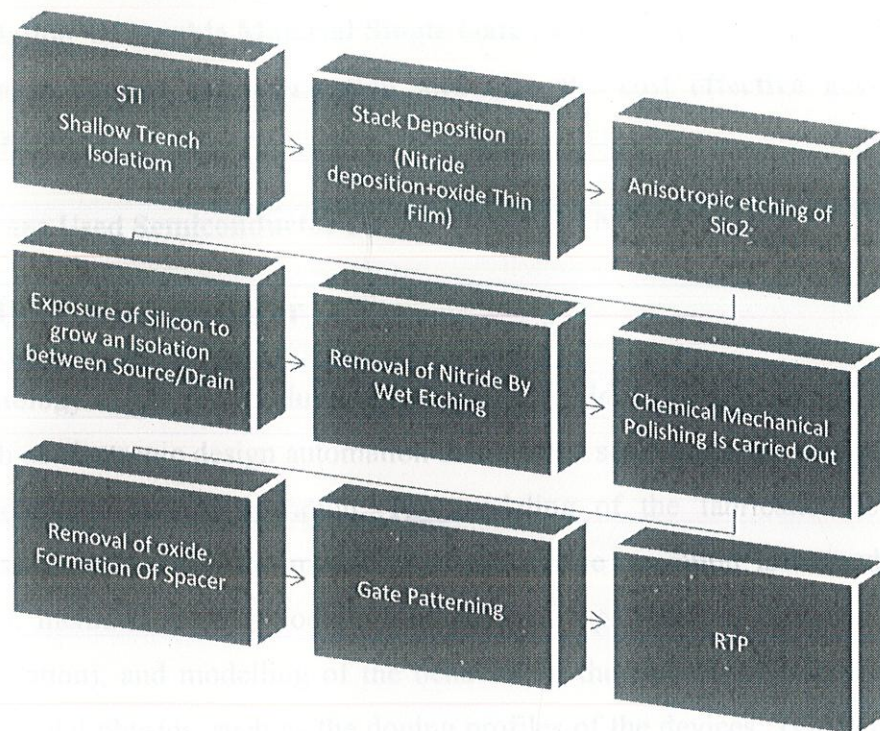 STI
Shallow Trench
Isolatiom
Stack Deposition
(Nitride
deposition+oxide Thin
Film)
Anisotropic etching of
Sio2
Exposure of Silicon to
grow an Isolation
between Source/Drain
Removal of Nitride By
Wet Etching
Chemical Mechanical
Polishing Is carried Out
Removal of oxide,
Formation Of Spacer
Gate Patterning
RTP